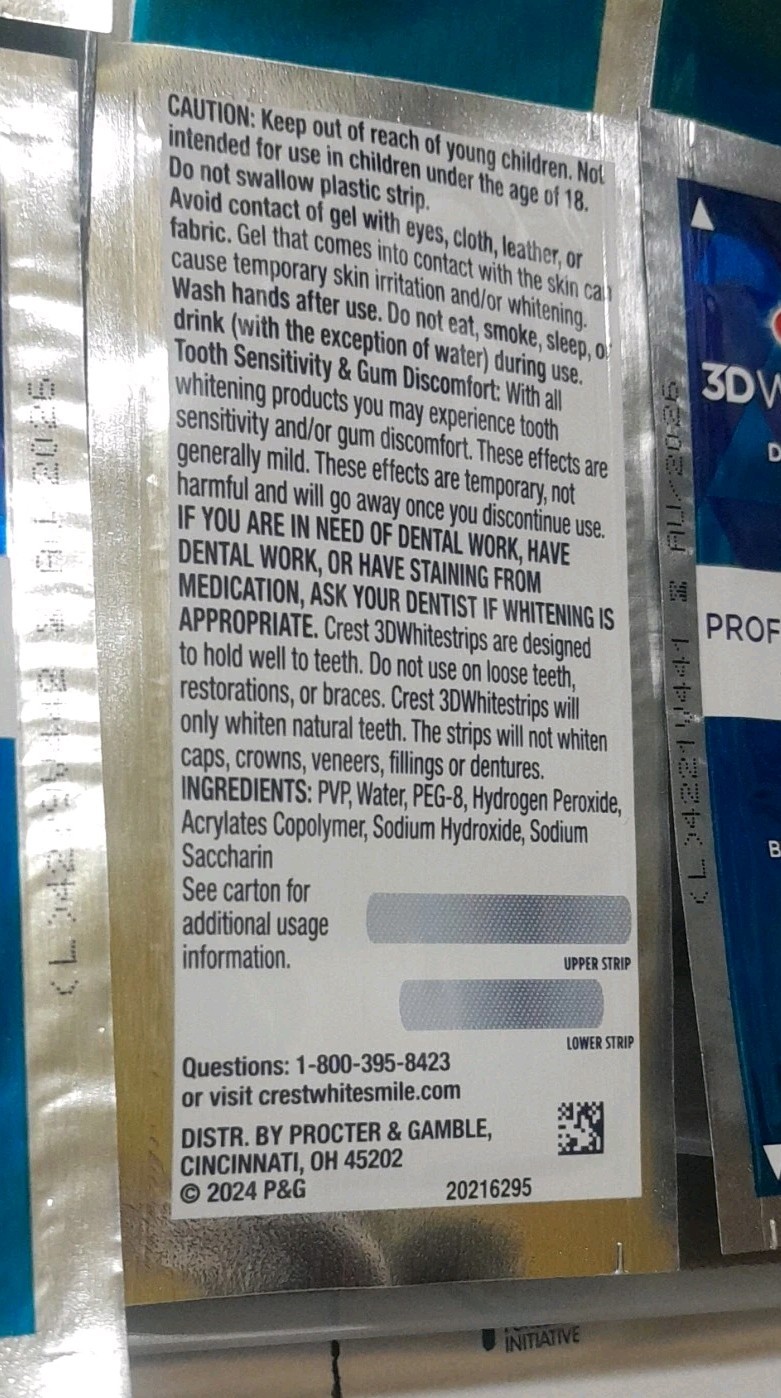 CAUTION: Keep out of reach of young children. Not
intended for use in children under the age of 18.
Do not swallow plastic strip.
Avoid contact of gel with eyes, cloth, leather, or
fabric. Gel that comes into contact with the skin can
cause temporary skin irritation and/or whitening.
Wash hands after use. Do not eat, smoke, sleep, or
drink (with the exception of water) during use.
Tooth Sensitivity & Gum Discomfort: With all
whitening products you may experience tooth
sensitivity and/or gum discomfort. These effects are
generally mild. These effects are temporary, not
harmful and will go away once you discontinue use.
IF YOU ARE IN NEED OF DENTAL WORK, HAVE
DENTAL WORK, OR HAVE STAINING FROM
MEDICATION, ASK YOUR DENTIST IF WHITENING IS
APPROPRIATE. Crest 3DWhitestrips are designed
to hold well to teeth. Do not use on loose teeth,
restorations, or braces. Crest 3DWhitestrips will
only whiten natural teeth. The strips will not whiten
caps, crowns, veneers, fillings or dentures.
INGREDIENTS: PVP, Water, PEG-8, Hydrogen Peroxide,
Acrylates Copolymer, Sodium Hydroxide, Sodium
Saccharin
See carton for
additional usage
information.
UPPER STRIP
LOWER STRIP
Questions: 1-800-395-8423
or visit crestwhitesmile.com
DISTR. BY PROCTER & GAMBLE,
CINCINNATI, OH 45202
© 2024 P&G
20216295
3DW
PROF
INITIATIVE